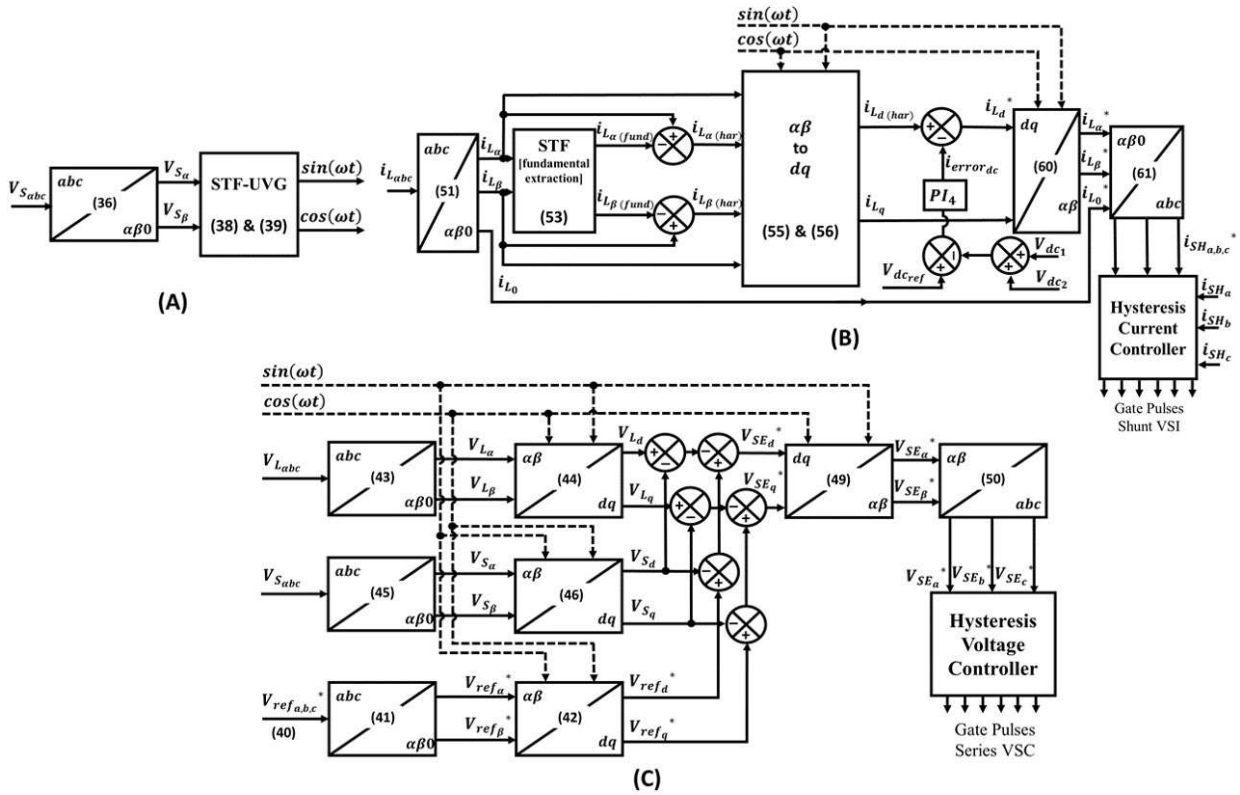 sin(ωt)
cos(ωt)
V_{S_{abc}}
abc
(36)
αβ0
V_{S_α}
V_{S_β}
STF-UVG
(38) & (39)
sin(ωt)
cos(ωt)
(A)
i_{L_{abc}}
abc
(51)
αβ0
i_{L_α}
i_{L_β}
i_{L_0}
STF
[fundamental
extraction]
(53)
i_{L_α (fund)}
i_{L_β (fund)}
i_{L_α (har)}
i_{L_β (har)}
αβ
to
dq
(55) & (56)
i_{L_d (har)}
i_{L_q}
i_{L_d}^*
i_{error_{dc}}
PI_4
V_{dc_{ref}}
V_{dc_1}
V_{dc_2}
dq
(60)
αβ
i_{L_α}^*
i_{L_β}^*
i_{L_0}^*
αβ0
(61)
abc
i_{SH_{a,b,c}}^*
i_{SH_a}
i_{SH_b}
i_{SH_c}
Hysteresis
Current
Controller
Gate Pulses
Shunt VSI
(B)
sin(ωt)
cos(ωt)
V_{L_{abc}}
abc
(43)
αβ0
V_{L_α}
V_{L_β}
αβ
(44)
dq
V_{L_d}
V_{L_q}
V_{SE_d}^*
V_{SE_q}^*
dq
(49)
αβ
V_{SE_α}^*
V_{SE_β}^*
αβ
(50)
abc
V_{S_{abc}}
abc
(45)
αβ0
V_{S_α}
V_{S_β}
αβ
(46)
dq
V_{S_d}
V_{S_q}
V_{SE_a}^*
V_{SE_b}^*
V_{SE_c}^*
Hysteresis
Voltage
Controller
Gate Pulses
Series VSC
V_{ref_{a,b,c}}^*
(40)
abc
(41)
αβ0
V_{ref_α}^*
V_{ref_β}^*
αβ
(42)
dq
V_{ref_d}^*
V_{ref_q}^*
(C)